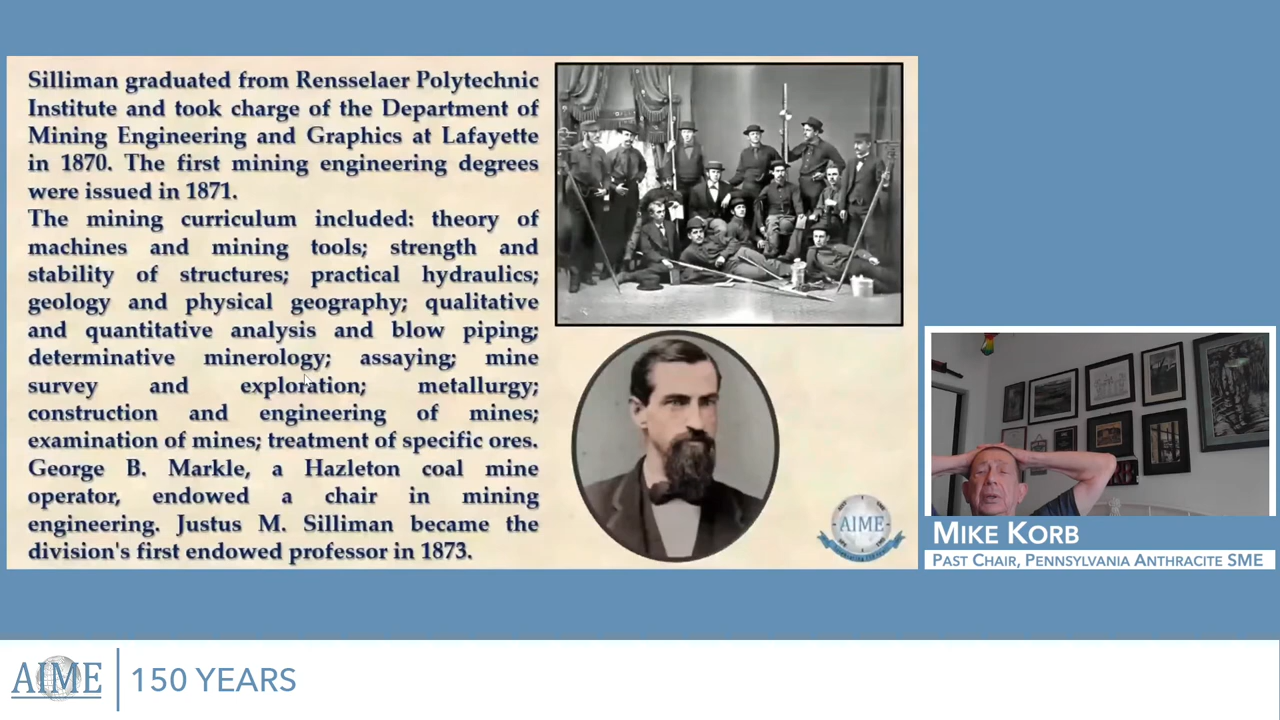 Silliman graduated from Rensselaer Polytechnic
Institute and took charge of the Department of
Mining Engineering and Graphics at Lafayette
in 1870. The first mining engineering degrees
were issued in 1871.
The mining curriculum included: theory of
machines and mining tools; strength and
stability of structures; practical hydraulics;
geology and physical geography; qualitative
and quantitative analysis and blow piping;
determinative minerology; assaying; mine
survey and exploration; metallurgy;
construction and engineering of mines;
examination of mines; treatment of specific ores.
George B. Markle, a Hazleton coal mine
operator, endowed a chair in mining
engineering. Justus M. Silliman became the
division's first endowed professor in 1873.
AIME
MIKE KORB
PAST CHAIR, PENNSYLVANIA ANTHRACITE SME
AIME
150 YEARS